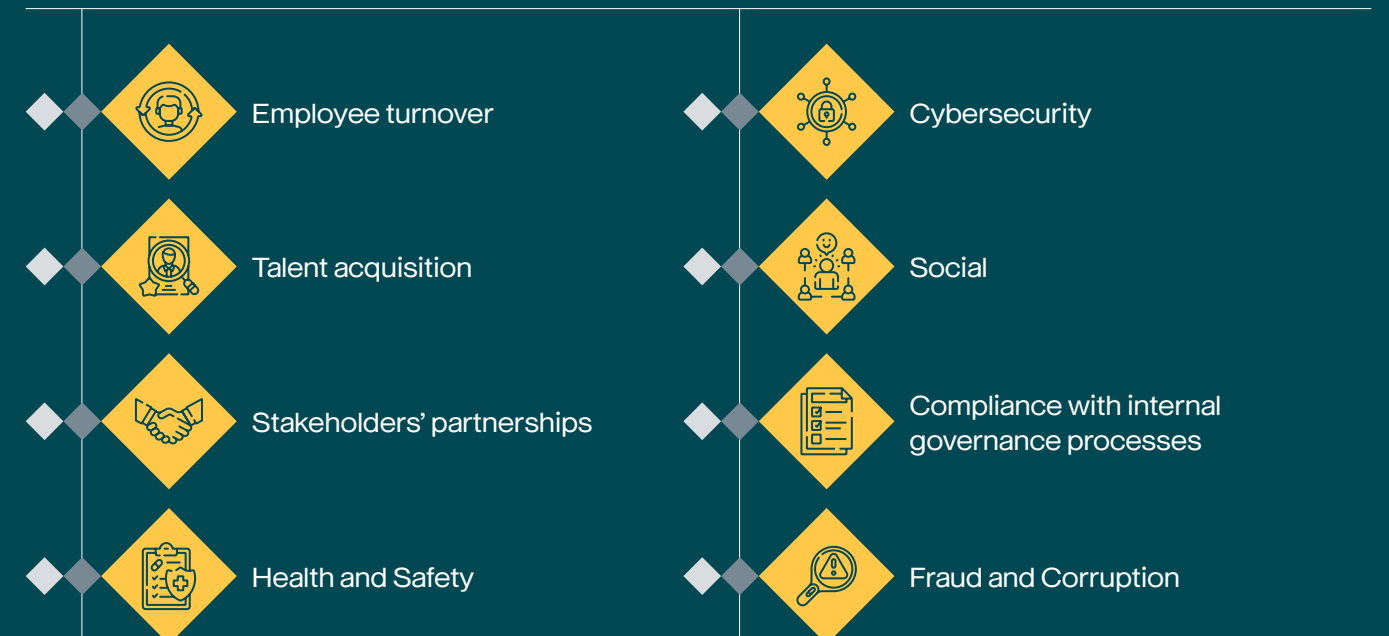 Employee turnover
Talent acquisition
Stakeholders’ partnerships
Health and Safety
Cybersecurity
Social
Compliance with internal
governance processes
Fraud and Corruption